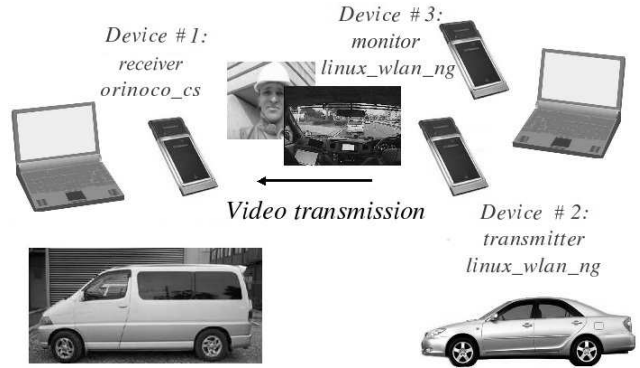 Device #1:
receiver
orinoco_cs
Device #3:
monitor
linux_wlan_ng
Video transmission
Device #2:
transmitter
linux_wlan_ng